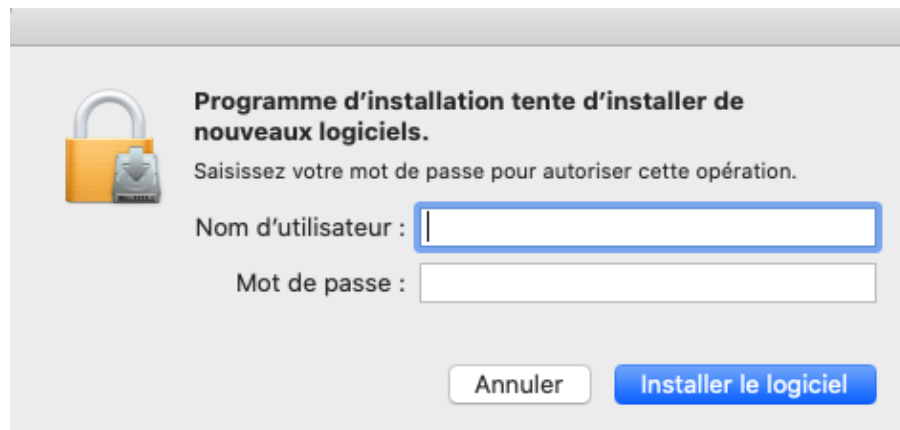 Programme d’installation tente d’installer de
nouveaux logiciels.
Saisissez votre mot de passe pour autoriser cette opération.
Nom d’utilisateur :
Mot de passe :
Annuler
Installer le logiciel